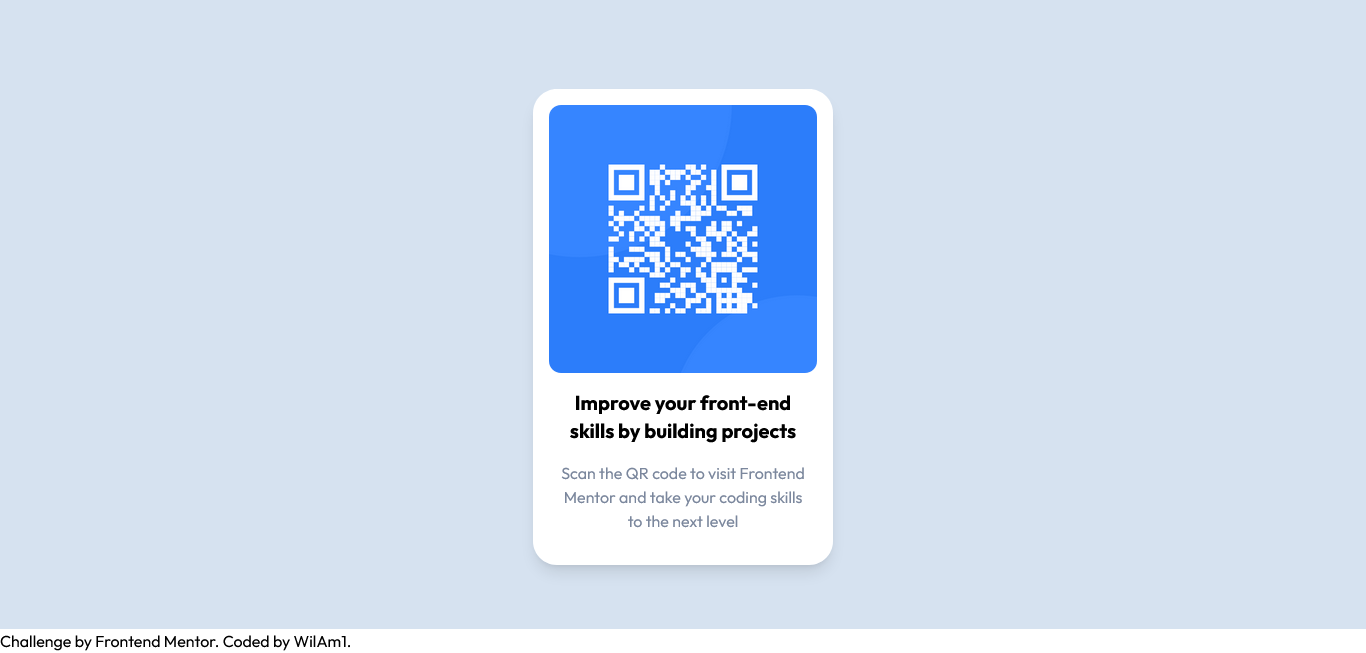 Improve your front-end
skills by building projects
Scan the QR code to visit Frontend
Mentor and take your coding skills
to the next level
Challenge by Frontend Mentor. Coded by WilAm1.